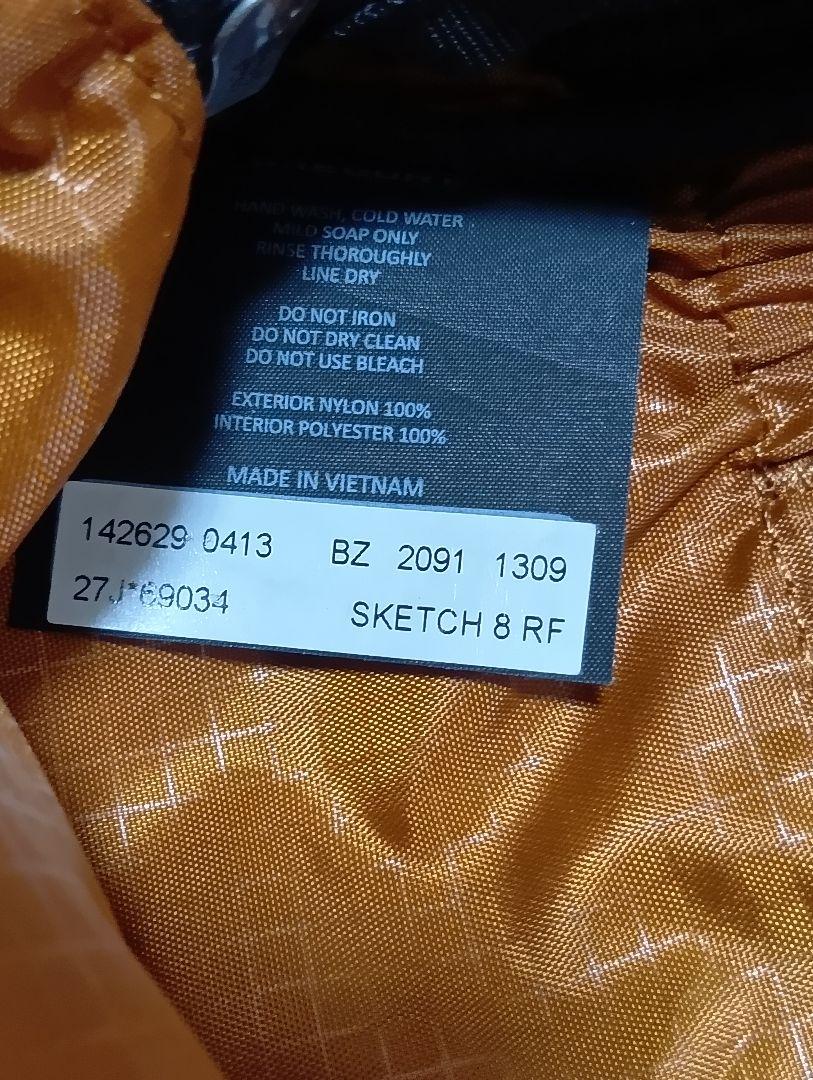 HAND WASH, COLD WATER
MILD SOAP ONLY
RINSE THOROUGHLY
LINE DRY
DO NOT IRON
DO NOT DRY CLEAN
DO NOT USE BLEACH
EXTERIOR NYLON 100%
INTERIOR POLYESTER 100%
MADE IN VIETNAM
142629 0413 BZ 2091 1309
27J*69034 SKETCH 8 RF